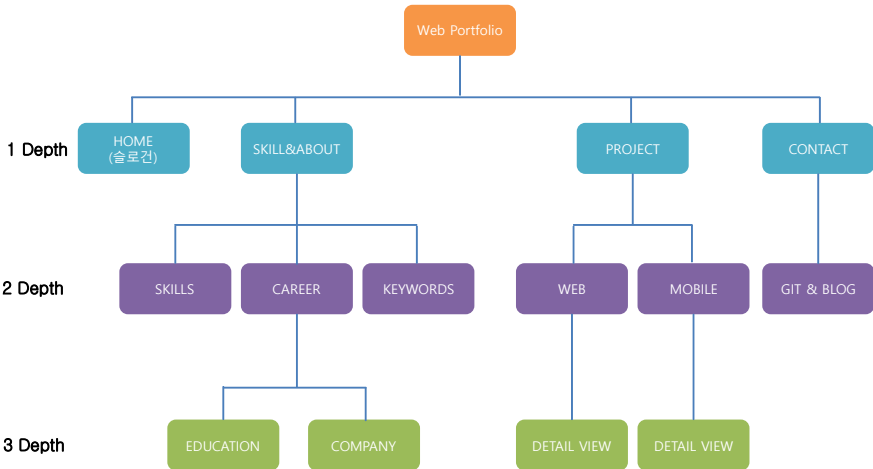 Web Portfolio
1 Depth
HOME
(슬로건)
SKILL&ABOUT
PROJECT
CONTACT
2 Depth
SKILLS
CAREER
KEYWORDS
WEB
MOBILE
GIT & BLOG
3 Depth
EDUCATION
COMPANY
DETAIL VIEW
DETAIL VIEW